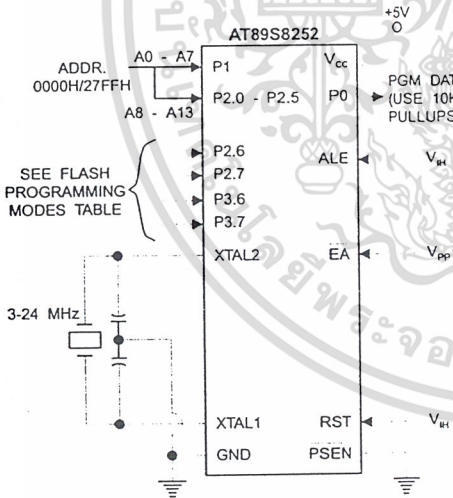 +5V
AT89S8252
A0 - A7
P1
Vcc
ADDR.
0000H/27FFH
P2.0 - P2.5
P0
PGM DAT
(USE 10K
PULLUPS
A8 - A13
P2.6
ALE
VIH
P2.7
SEE FLASH
PROGRAMMING
MODES TABLE
P3.6
P3.7
XTAL2
EA
VPP
3-24 MHz
XTAL1
RST
VIH
GND
PSEN